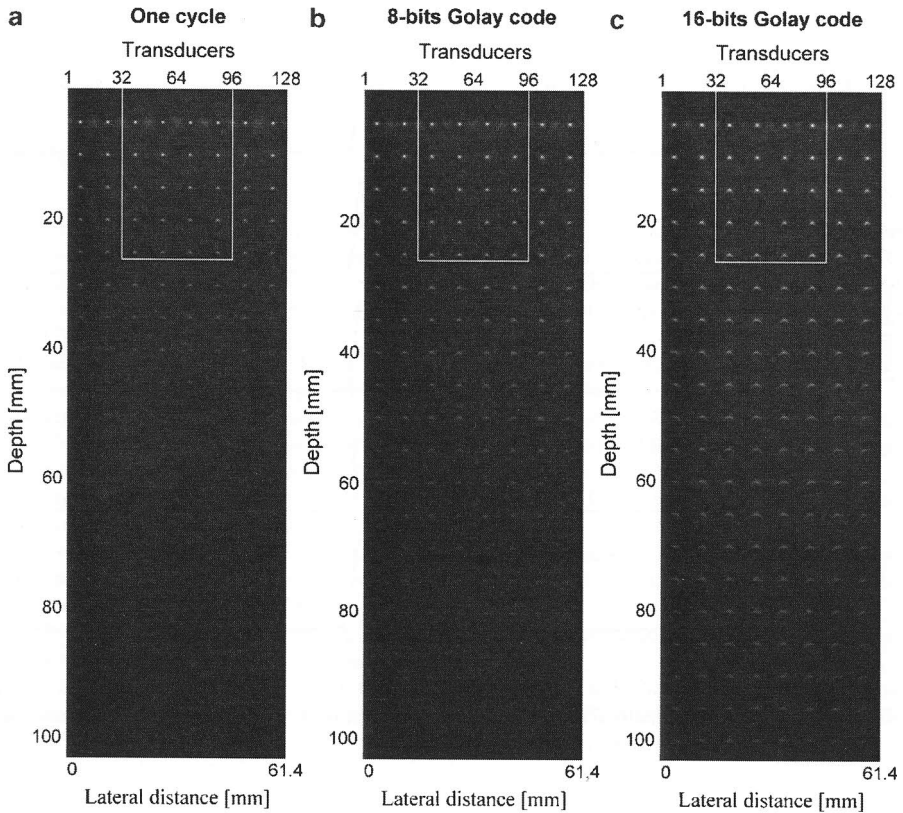 a One cycle
Transducers
1 32 64 96 128
20
40
60
80
100
Depth [mm]
0 61.4
Lateral distance [mm]
b 8-bits Golay code
Transducers
1 32 64 96 128
20
40
60
80
100
Depth [mm]
0 61.4
Lateral distance [mm]
c 16-bits Golay code
Transducers
1 32 64 96 128
20
40
60
80
100
Depth [mm]
0 61.4
Lateral distance [mm]